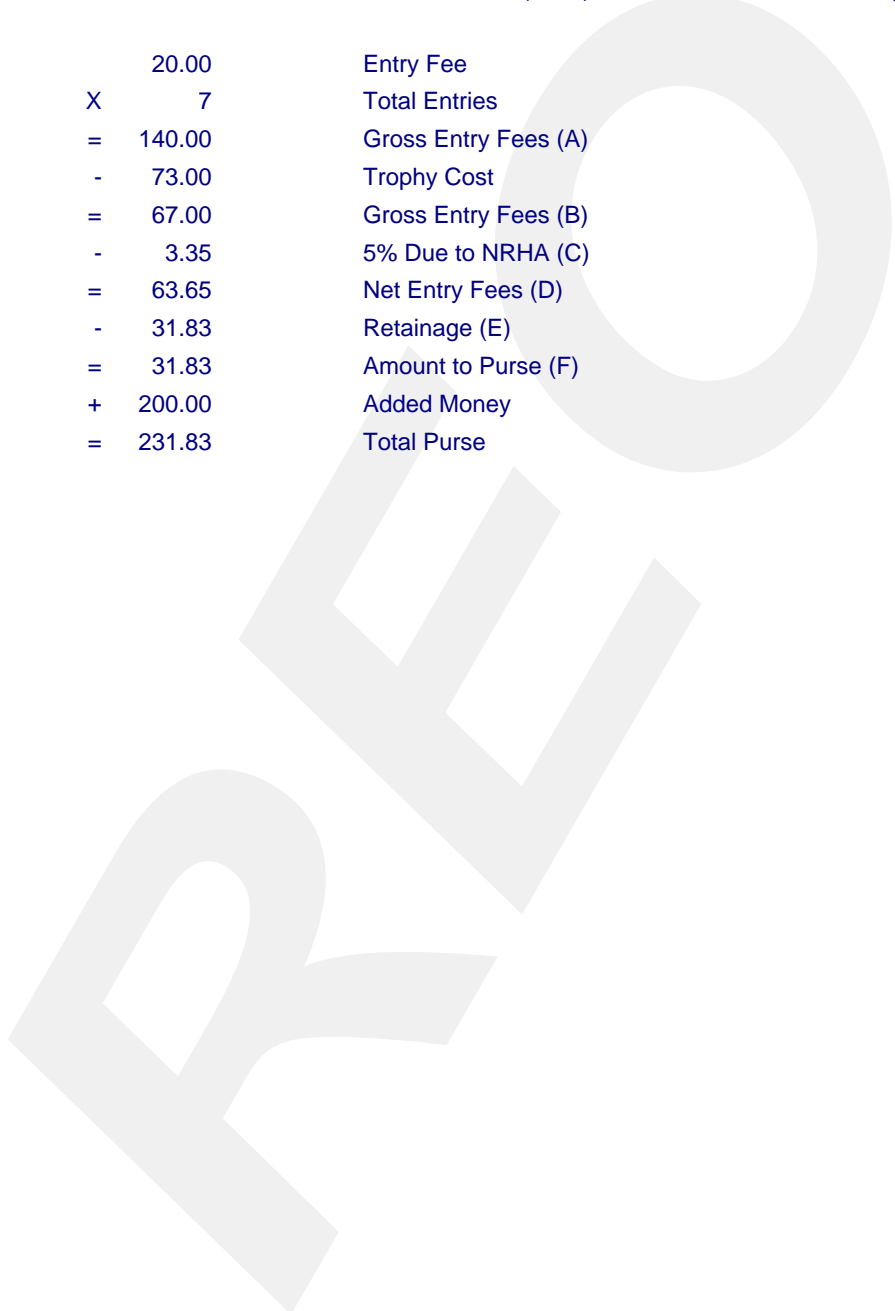 20.00 Entry Fee
X 7 Total Entries
= 140.00 Gross Entry Fees (A)
- 73.00 Trophy Cost
= 67.00 Gross Entry Fees (B)
- 3.35 5% Due to NRHA (C)
= 63.65 Net Entry Fees (D)
- 31.83 Retainage (E)
= 31.83 Amount to Purse (F)
+ 200.00 Added Money
= 231.83 Total Purse
REO